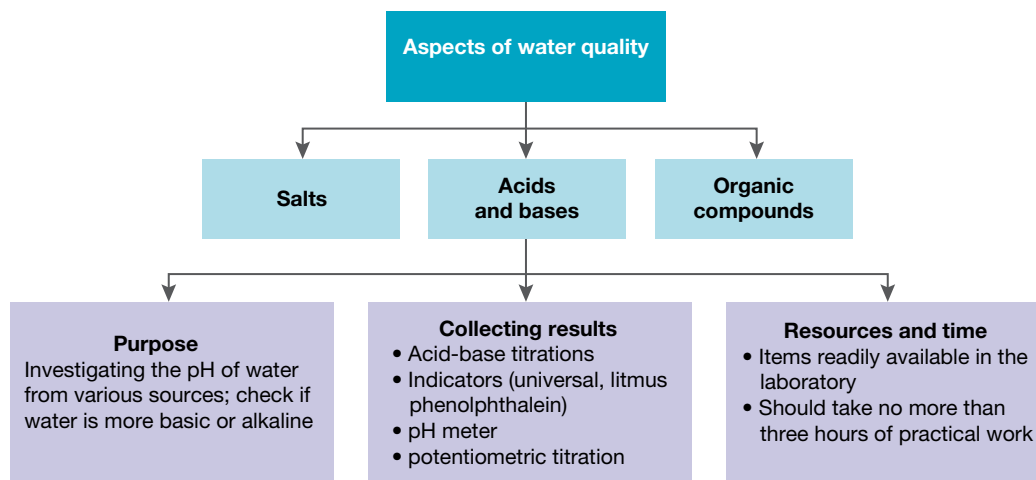 Aspects of water quality
Salts
Acids
and bases
Organic
compounds
Purpose
Investigating the pH of water
from various sources; check if
water is more basic or alkaline
Collecting results
• Acid-base titrations
• Indicators (universal, litmus
phenolphthalein)
• pH meter
• potentiometric titration
Resources and time
• Items readily available in the
laboratory
• Should take no more than
three hours of practical work